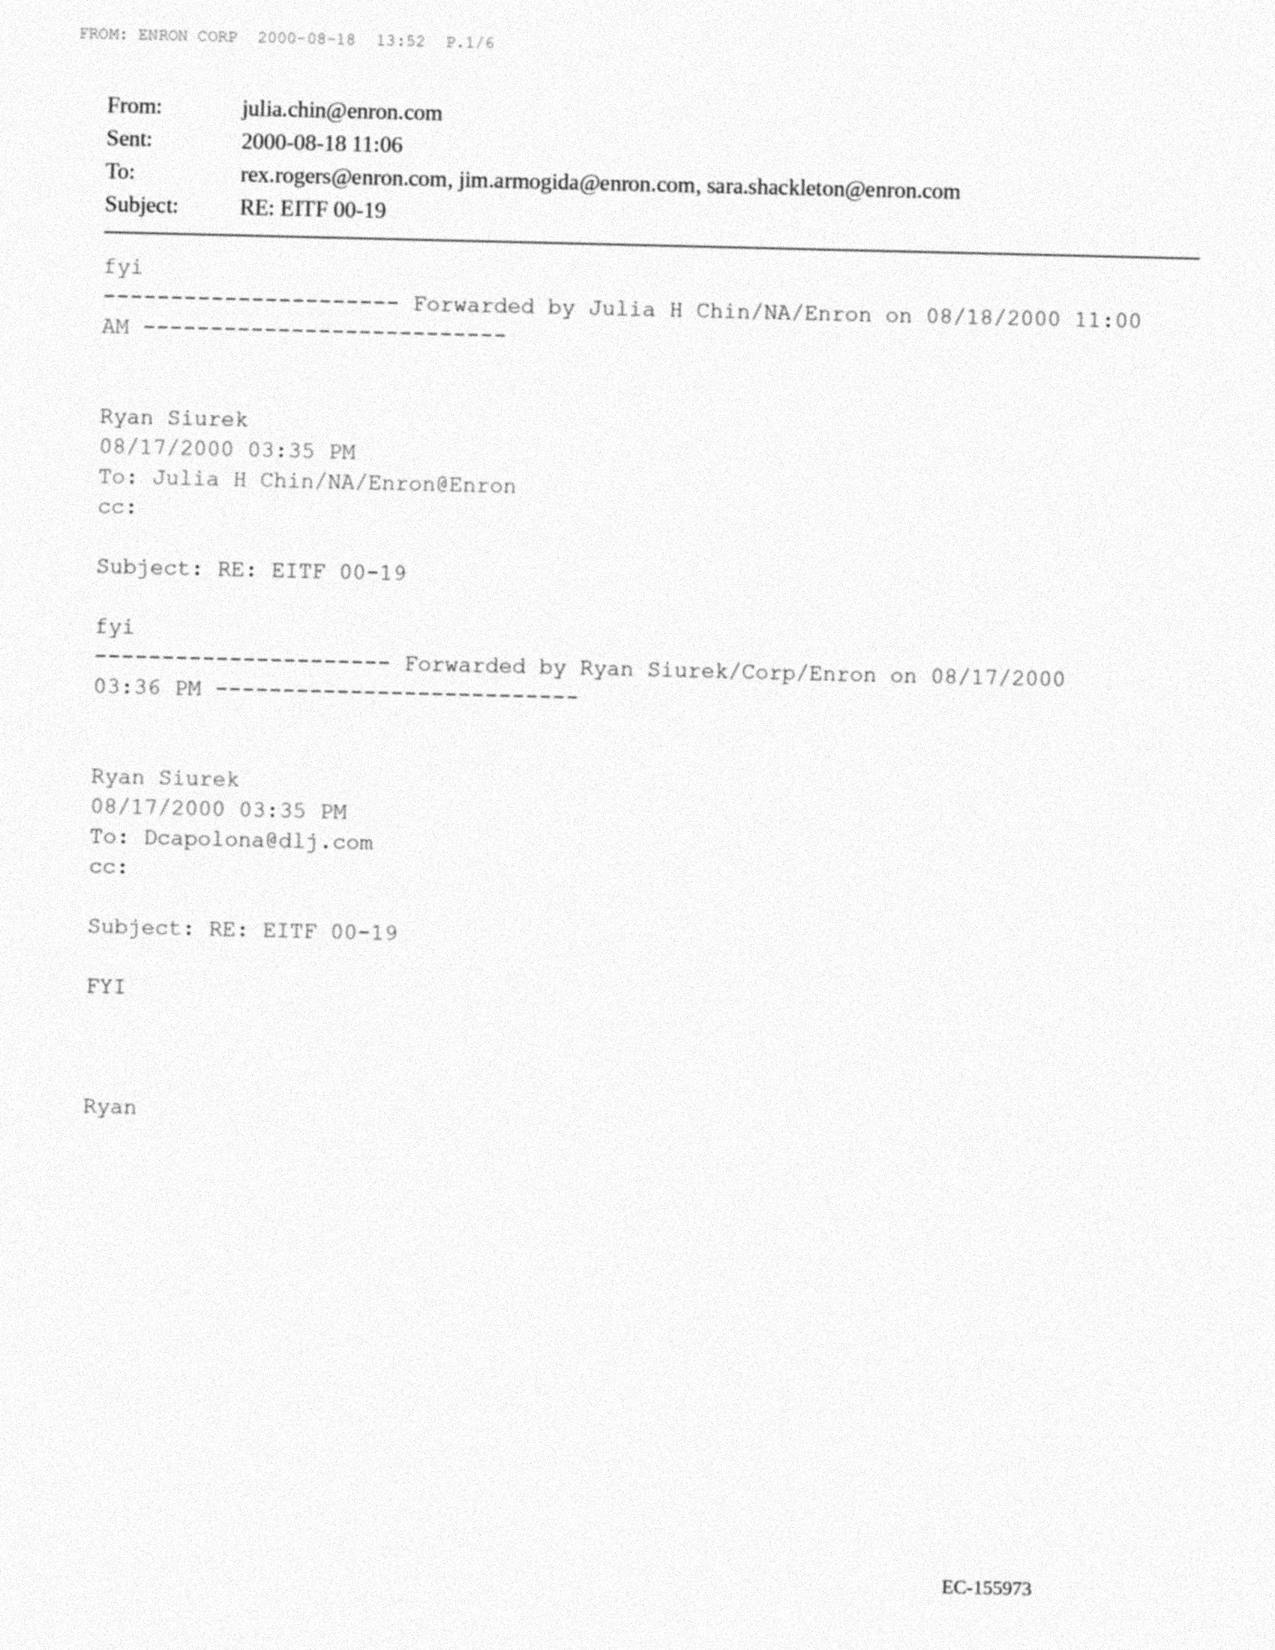 FROM: ENRON CORP 2000-08-18 13:52 P.1/6
From: julia.chin@enron.com
Sent: 2000-08-18 11:06
To: rex.rogers@enron.com, jim.armogida@enron.com, sara.shackleton@enron.com
Subject: RE: EITF 00-19
fyi
---------------------- Forwarded by Julia H Chin/NA/Enron on 08/18/2000 11:00
AM ---------------------------
Ryan Siurek
08/17/2000 03:35 PM
To: Julia H Chin/NA/Enron@Enron
cc:
Subject: RE: EITF 00-19
fyi
---------------------- Forwarded by Ryan Siurek/Corp/Enron on 08/17/2000
03:36 PM ---------------------------
Ryan Siurek
08/17/2000 03:35 PM
To: Dcapolona@dlj.com
cc:
Subject: RE: EITF 00-19
FYI
Ryan
EC-155973